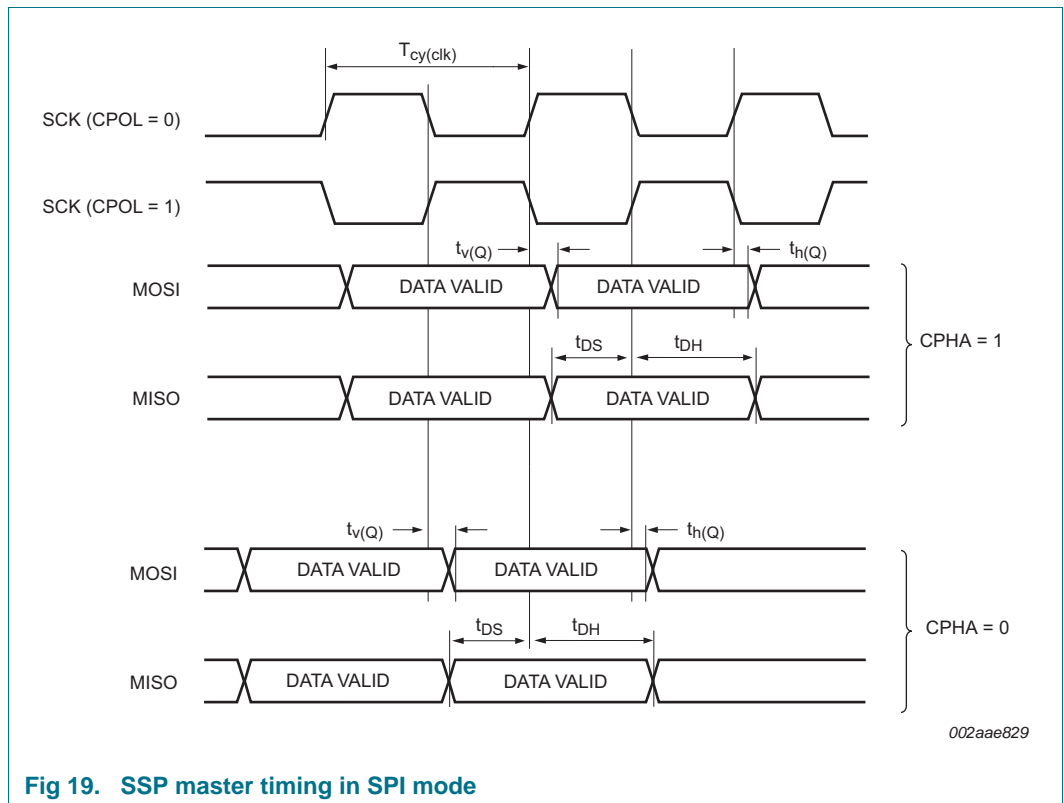 Tcy(clk)
SCK (CPOL = 0)
SCK (CPOL = 1)
tv(Q) th(Q)
MOSI DATA VALID DATA VALID
CPHA = 1
tDS tDH
MISO DATA VALID DATA VALID
tv(Q) th(Q)
MOSI DATA VALID DATA VALID
CPHA = 0
tDS tDH
MISO DATA VALID DATA VALID
002aae829
Fig 19. SSP master timing in SPI mode